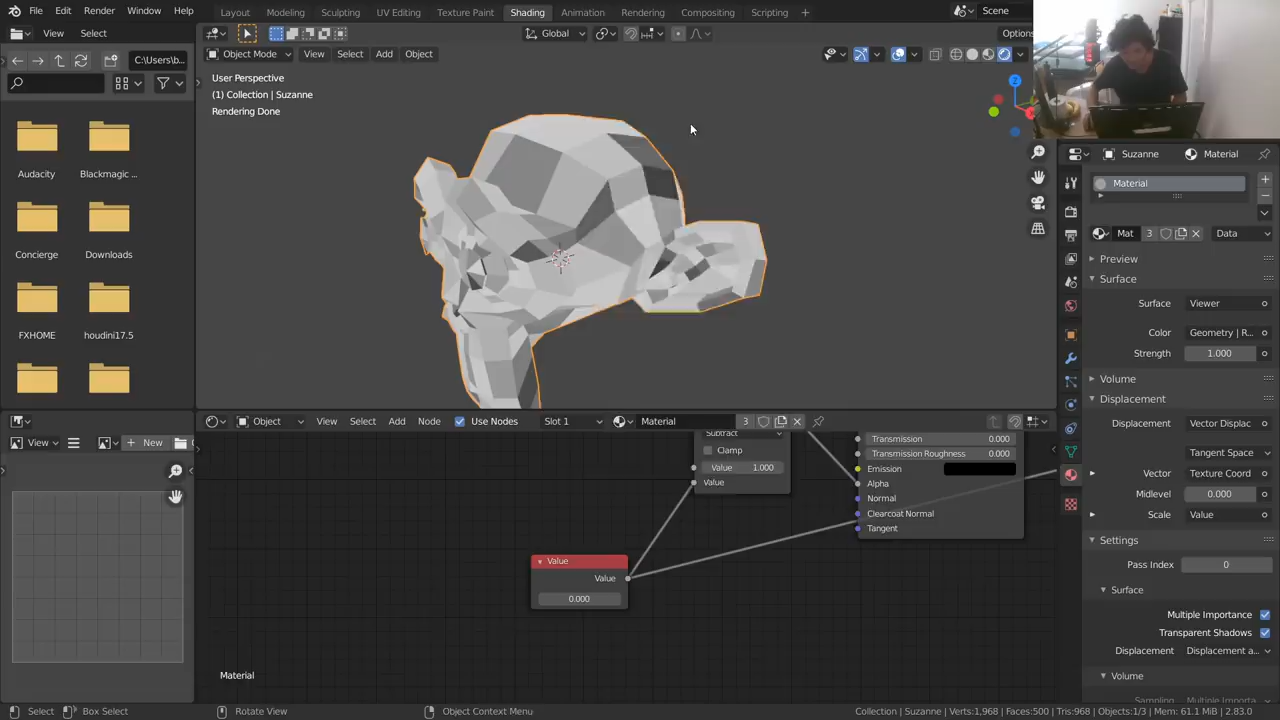 File Edit Render Window Help Layout Modeling Sculpting UV Editing Texture Paint Shading Animation Rendering Compositing Scripting + Scene
View Select Global Options
C:\Users\b... Object Mode View Select Add Object
User Perspective
(1) Collection | Suzanne
Rendering Done
Audacity Blackmagic ...
Concierge Downloads
FXHOME houdini17.5
Suzanne Material
Material
Mat 3 Data
Preview
Surface
Surface Viewer
Color Geometry | R...
Strength 1.000
Volume
Displacement
Displacement Vector Displac
Tangent Space
Vector Texture Coord
Midlevel 0.000
Scale Value
Settings
Pass Index 0
Surface
Multiple Importance
Transparent Shadows
Displacement Displacement a...
Volume
Sampling Multiple Importa...
View New Object View Select Add Node Use Nodes Slot 1 Material 3
Subtract
Clamp
Value 1.000
Value
Transmission 0.000
Transmission Roughness 0.000
Emission
Alpha
Normal
Clearcoat Normal
Tangent
Value
Value
0.000
Material
Select Box Select Rotate View Object Context Menu Collection | Suzanne | Verts:1,968 | Faces:500 | Tris:968 | Objects:1/3 | Mem: 61.1 MiB | 2.83.0